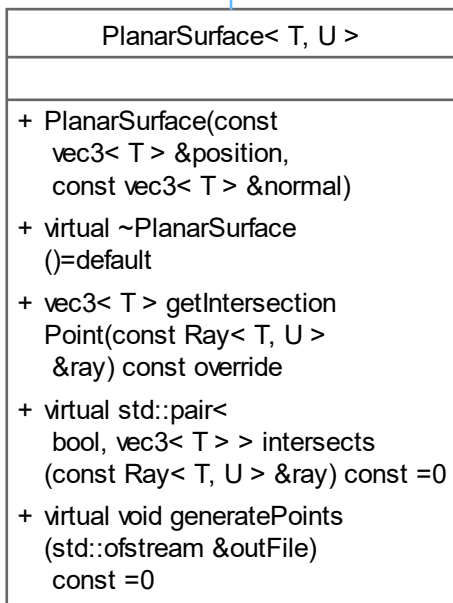 PlanarSurface< T, U >
+ PlanarSurface(const
vec3< T > &position,
const vec3< T > &normal)
+ virtual ~PlanarSurface
()=default
+ vec3< T > getIntersection
Point(const Ray< T, U >
&ray) const override
+ virtual std::pair<
bool, vec3< T > > intersects
(const Ray< T, U > &ray) const =0
+ virtual void generatePoints
(std::ofstream &outFile)
const =0